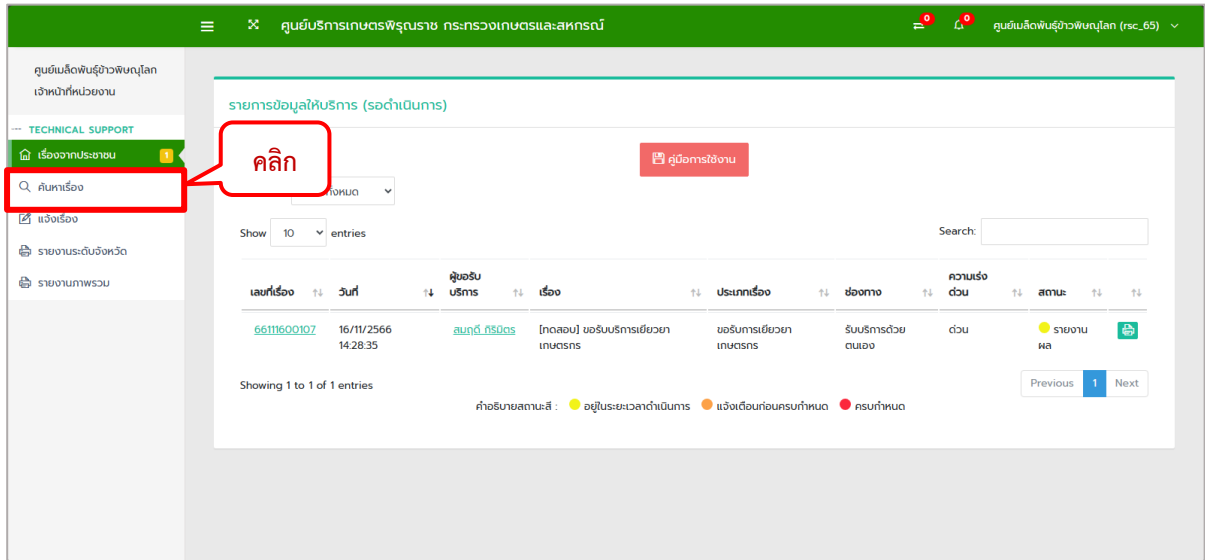 ศูนย์บริการเกษตรพิรุณราช กระทรวงเกษตรและสหกรณ์
0
0
ศูนย์เมล็ดพันธุ์ข้าวพิษณุโลก (rsc_65)
ศูนย์เมล็ดพันธุ์ข้าวพิษณุโลก
เจ้าหน้าที่หน่วยงาน
TECHNICAL SUPPORT
เรื่องจากประชาชน 1
ค้นหาเรื่อง
แจ้งเรื่อง
รายงานระดับจังหวัด
รายงานภาพรวม
รายการข้อมูลให้บริการ (รอดำเนินการ)
คลิก
คู่มือการใช้งาน
Show 10 entries
Search:
เลขที่เรื่อง วันที่ ผู้ขอรับ เรื่อง ประเภทเรื่อง ช่องทาง ความเร่ง สถานะ
บริการ ด่วน
66111600107 16/11/2566 สมฤดี ภิริมิตร [ทดสอบ] ขอรับบริการเยียวยา ขอรับการเยียวยา รับบริการด้วย ด่วน รายงาน
14:28:35 เกษตรกร เกษตรกร ตนเอง ผล
Showing 1 to 1 of 1 entries
Previous 1 Next
คำอธิบายสถานะสี : อยู่ในระยะเวลาดำเนินการ แจ้งเตือนก่อนครบกำหนด ครบกำหนด